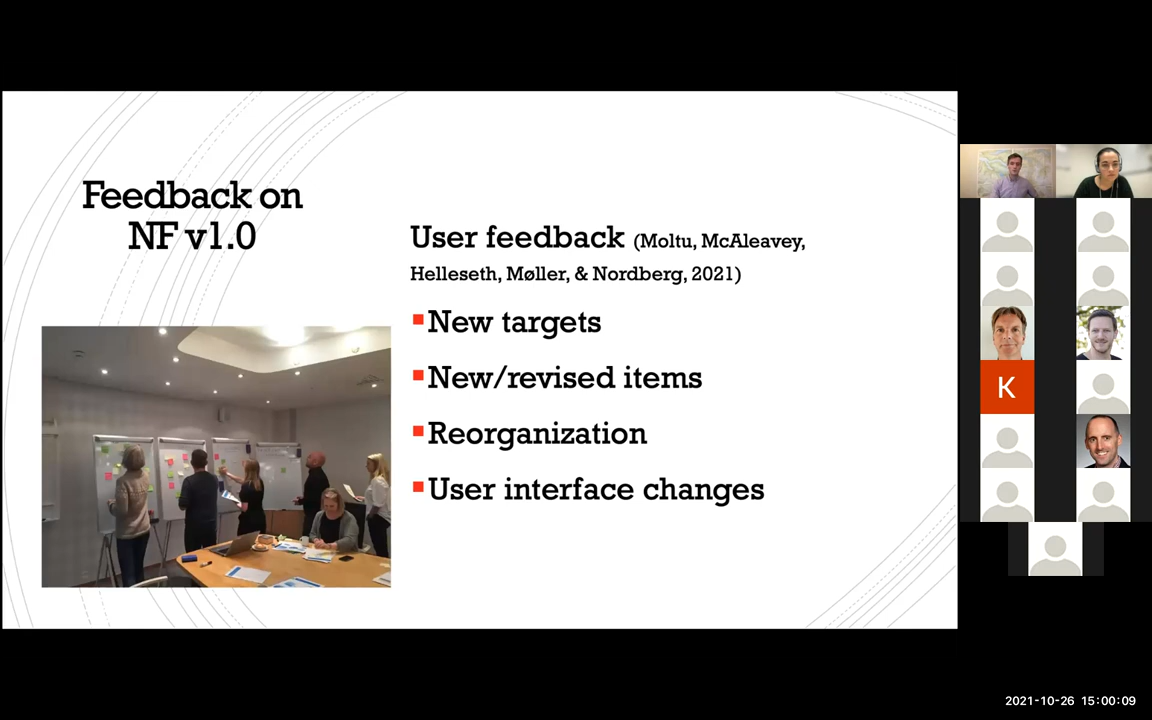 Feedback on
NF v1.0
User feedback (Moltu, McAleavey,
Helleseth, Møller, & Nordberg, 2021)
New targets
New/revised items
Reorganization
User interface changes
K
2021-10-26 15:00:09